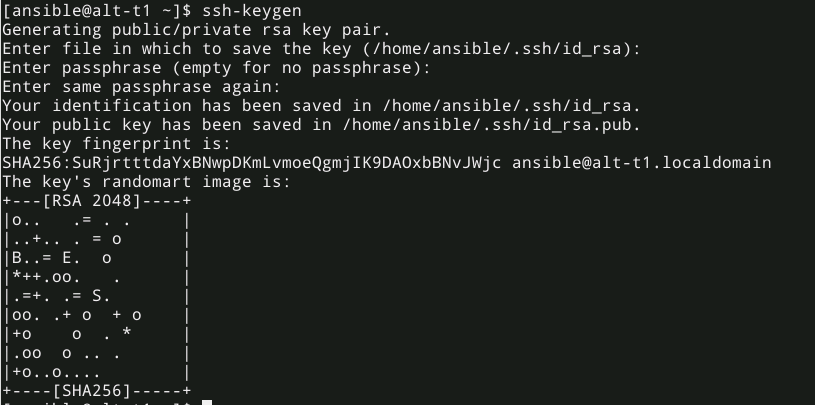 [ansible@alt-t1 ~]$ ssh-keygen
Generating public/private rsa key pair.
Enter file in which to save the key (/home/ansible/.ssh/id_rsa):
Enter passphrase (empty for no passphrase):
Enter same passphrase again:
Your identification has been saved in /home/ansible/.ssh/id_rsa.
Your public key has been saved in /home/ansible/.ssh/id_rsa.pub.
The key fingerprint is:
SHA256:SuRjrtttdaYxBNwpDKmLvmoeQgmjIK9DAOxbBNvJWjc ansible@alt-t1.localdomain
The key's randomart image is:
+---[RSA 2048]----+
|o..   .= . .     |
|..+.. . = o      |
|B..= E.  o       |
|*++.oo.   .      |
|.=+. .= S.       |
|oo. .+ o  + o    |
|+o    o  . *     |
|.oo  o .. .      |
|+o..o....        |
+----[SHA256]-----+